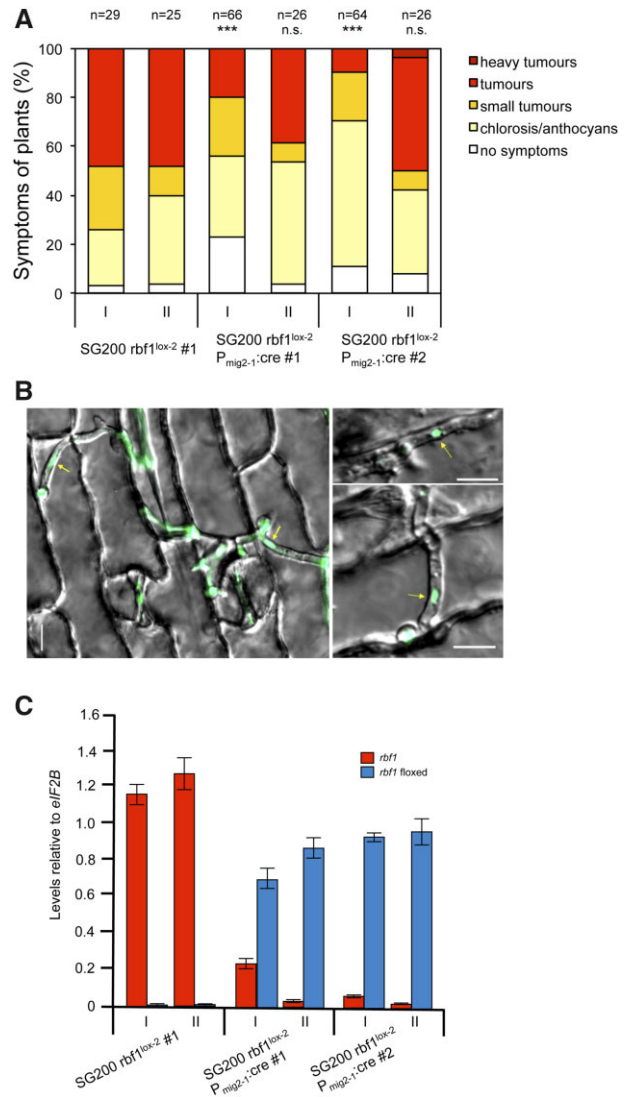 A
n=29 n=25 n=66 n=26 n=64 n=26
*** n.s. *** n.s.
Symptoms of plants (%)
100
80
60
40
20
0
heavy tumours
tumours
small tumours
chlorosis/anthocyans
no symptoms
I II I II I II
SG200 rbf1lox-2 #1
SG200 rbf1lox-2
Pmig2-1:cre #1
SG200 rbf1lox-2
Pmig2-1:cre #2
B
C
Levels relative to eIF2B
1.6
1.4
1.2
1.0
0.8
0.6
0.4
0.2
0
rbf1
rbf1 floxed
I II I II I II
SG200 rbf1lox-2 #1
SG200 rbf1lox-2
Pmig2-1:cre #1
SG200 rbf1lox-2
Pmig2-1:cre #2